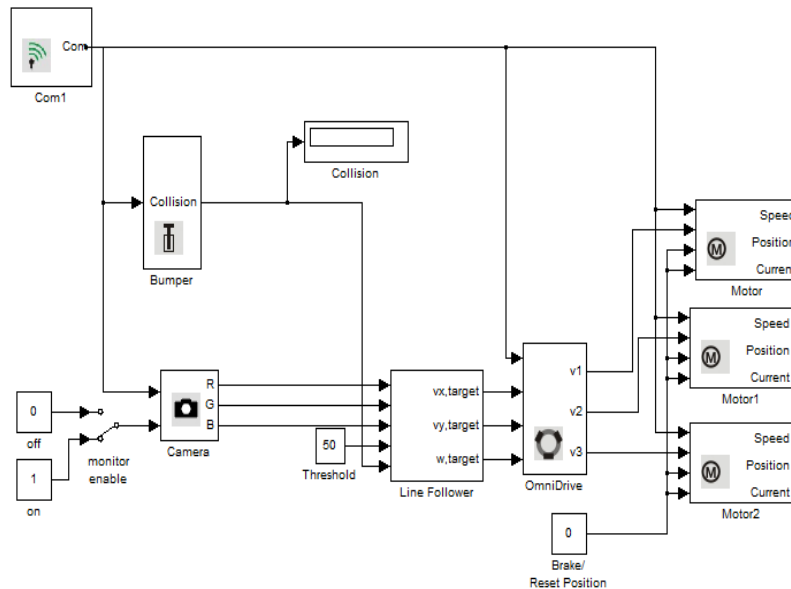 Com
Com1
Collision
Bumper
Collision
R
G
B
Camera
0
off
1
on
monitor
enable
50
Threshold
vx,target
vy,target
w,target
Line Follower
v1
v2
v3
OmniDrive
0
Brake/
Reset Position
Speed
Position
Current
M
Motor
Speed
Position
Current
M
Motor1
Speed
Position
Current
M
Motor2